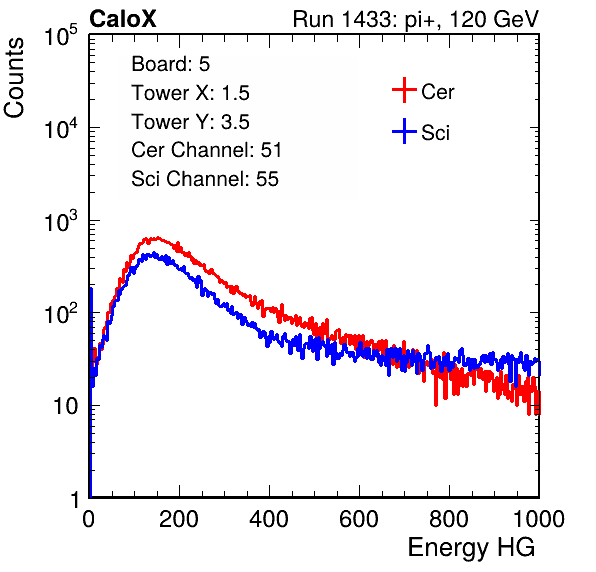 CaloX Run 1433: pi+, 120 GeV
Counts
10^5
10^4
10^3
10^2
10
1
Board: 5
Tower X: 1.5
Tower Y: 3.5
Cer Channel: 51
Sci Channel: 55
Cer
Sci
0 200 400 600 800 1000
Energy HG